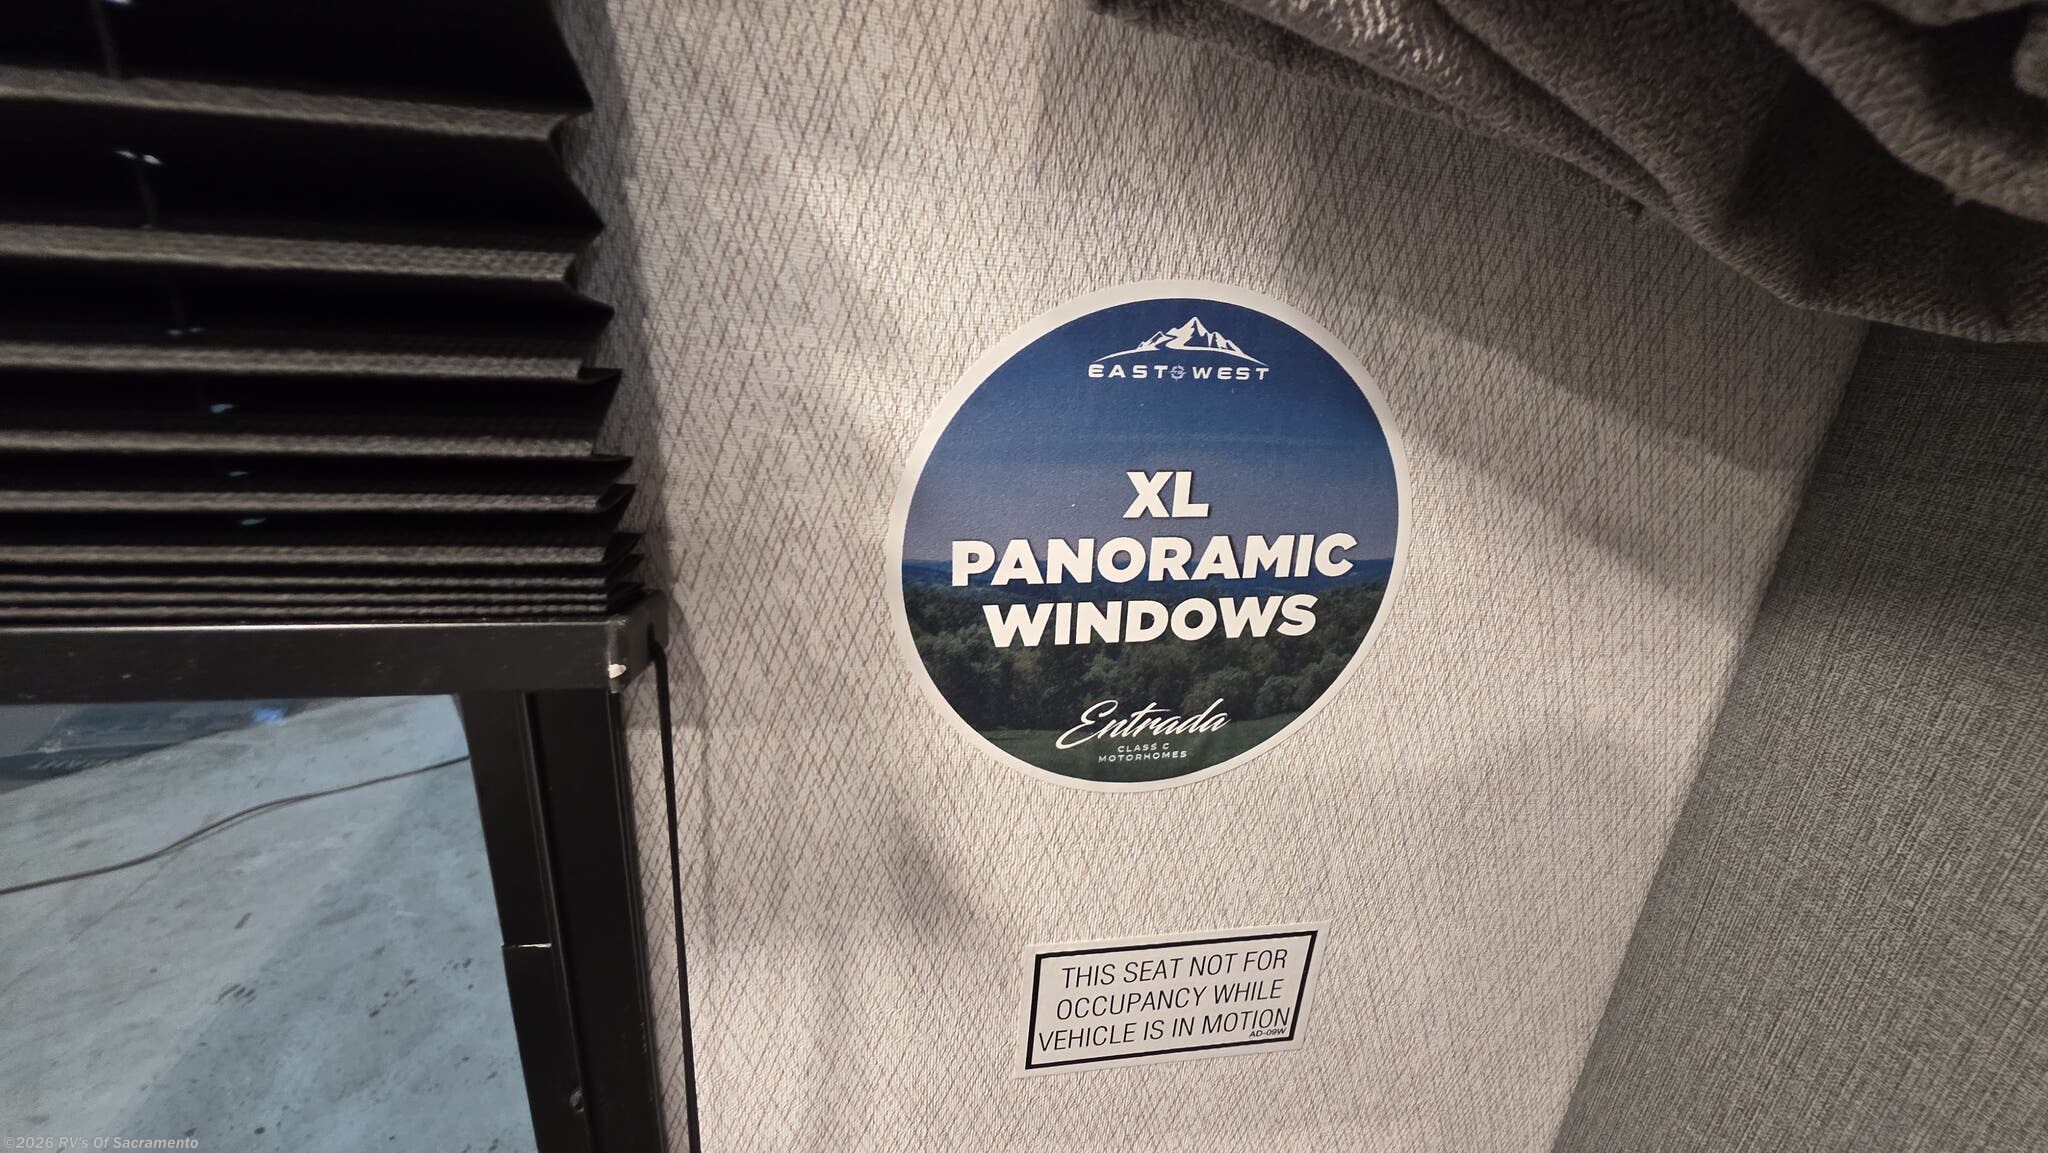 EAST WEST
XL
PANORAMIC
WINDOWS
Entrada
CLASS C
MOTORHOMES
THIS SEAT NOT FOR
OCCUPANCY WHILE
VEHICLE IS IN MOTION
AD-09W
©2026 RV's Of Sacramento